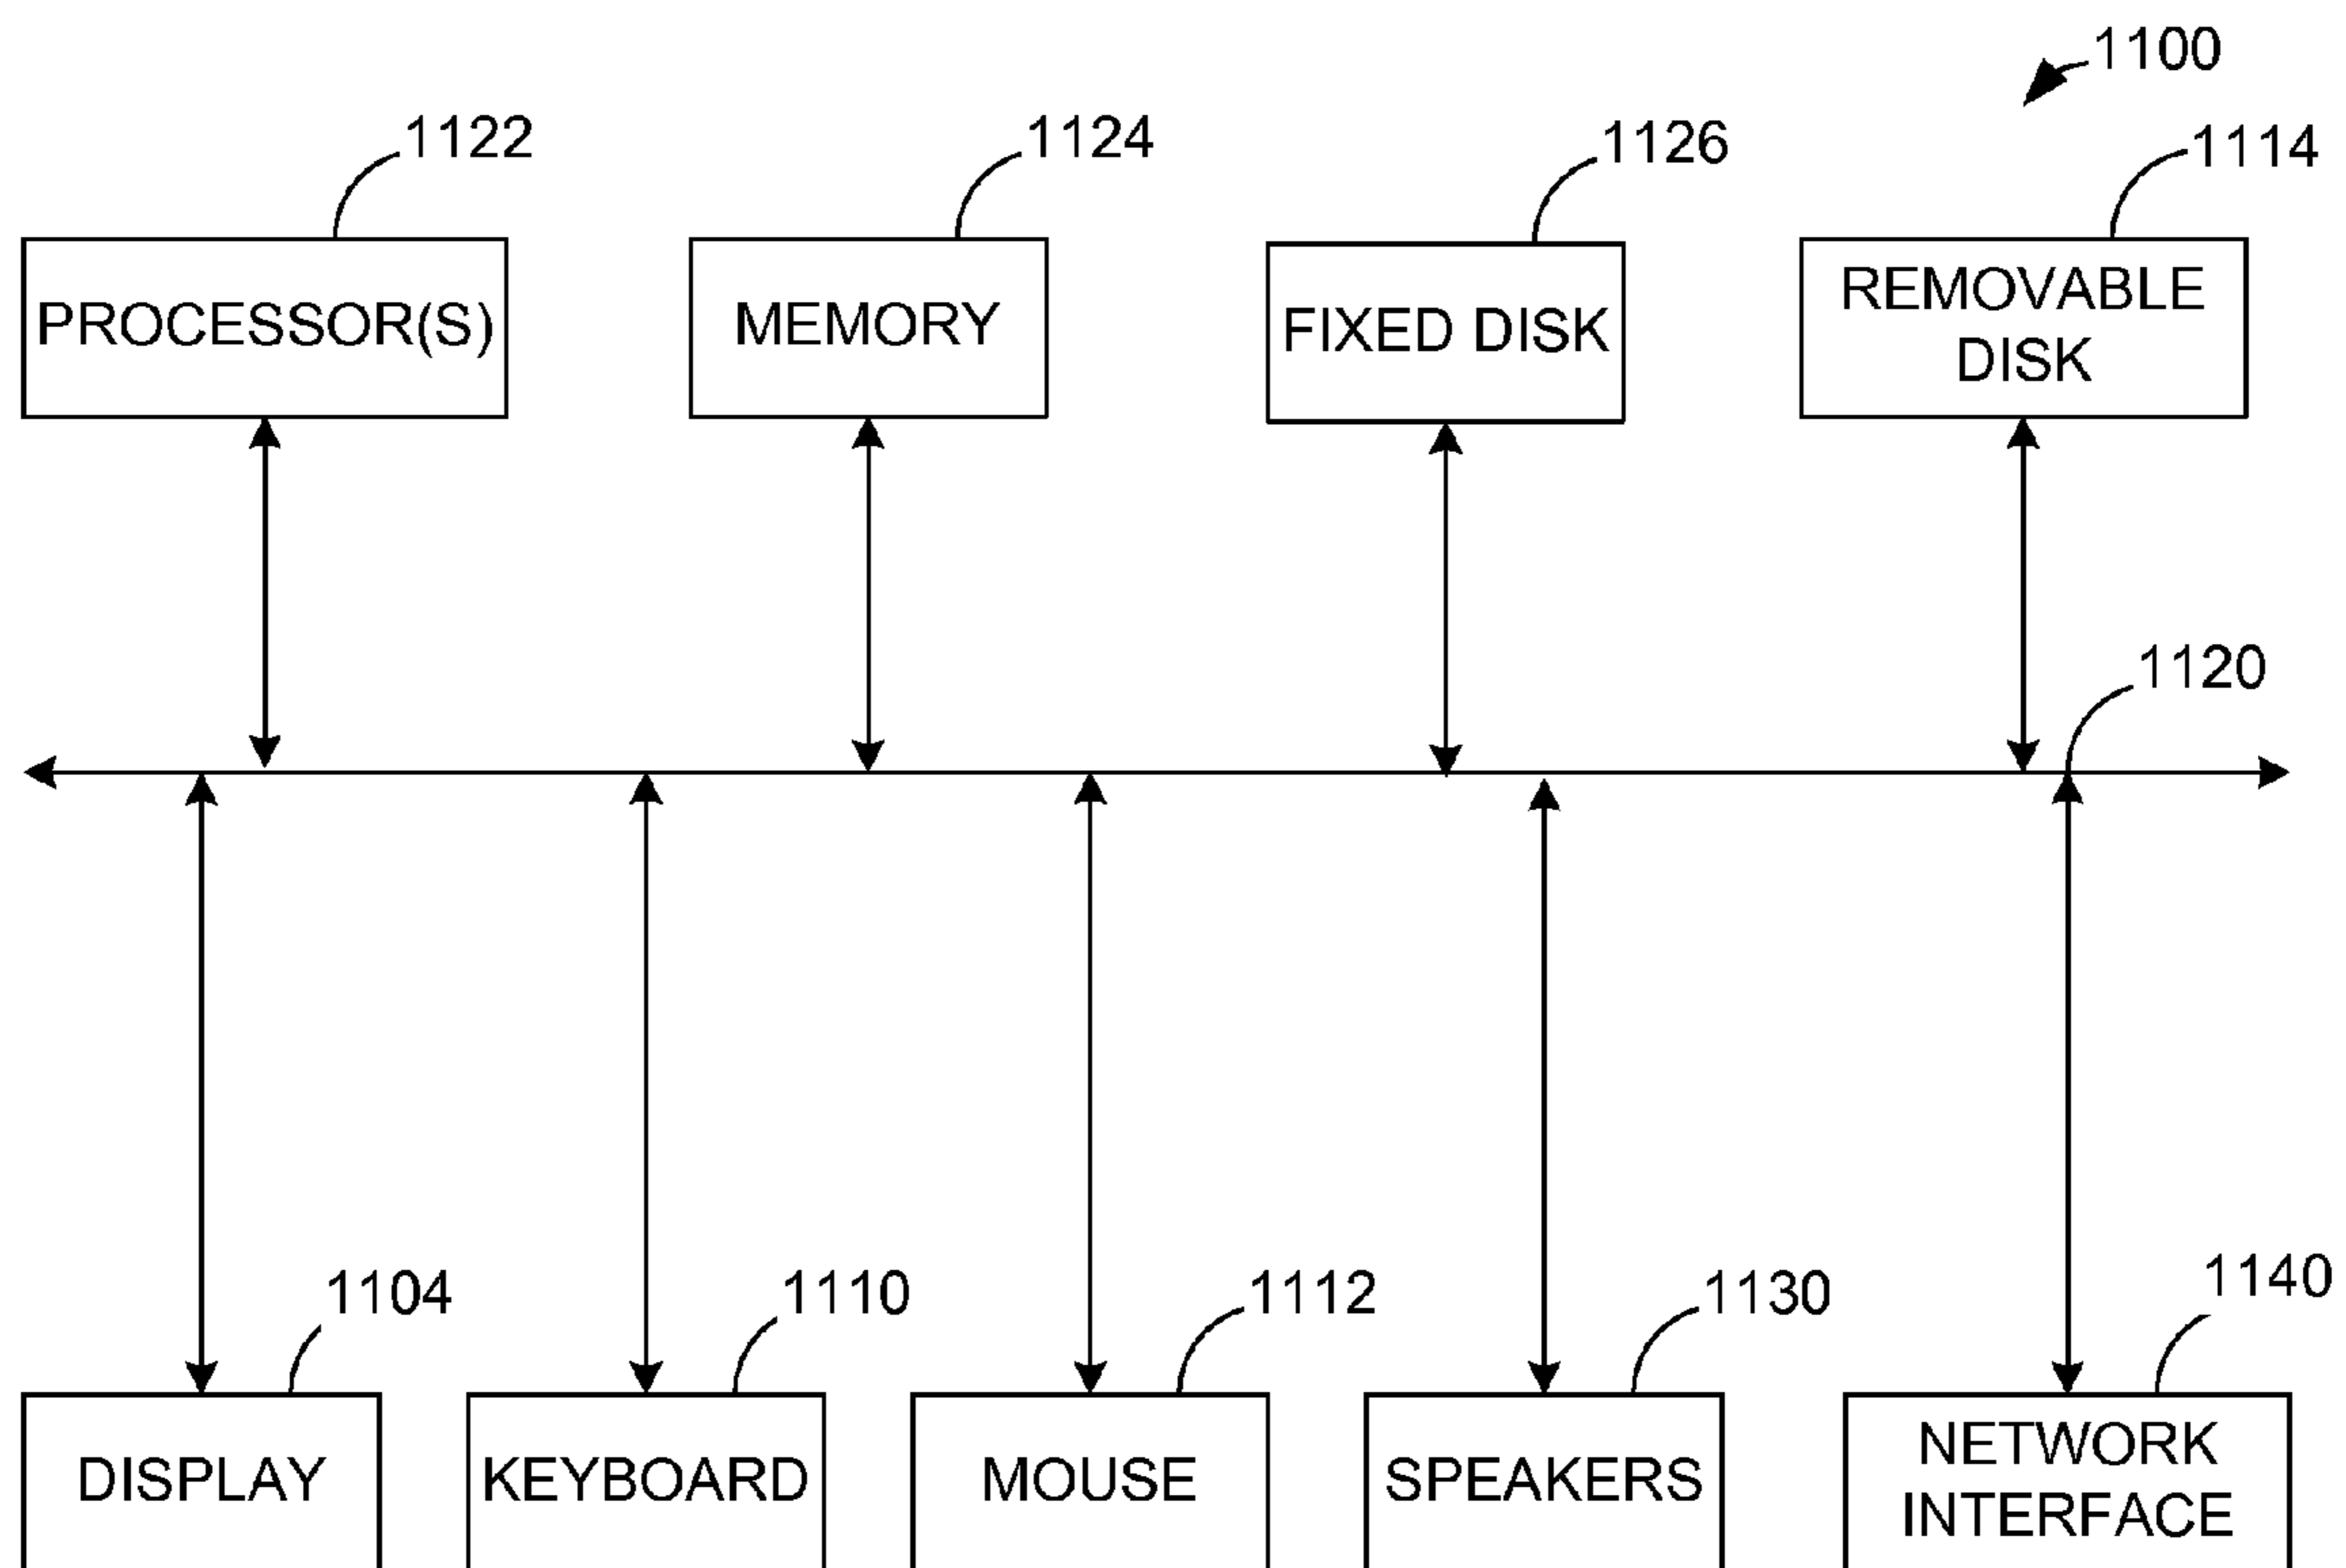 1100
1122
1124
1126
1114
PROCESSOR(S)
MEMORY
FIXED DISK
REMOVABLE
DISK
1120
1104
1110
1112
1130
1140
DISPLAY
KEYBOARD
MOUSE
SPEAKERS
NETWORK
INTERFACE